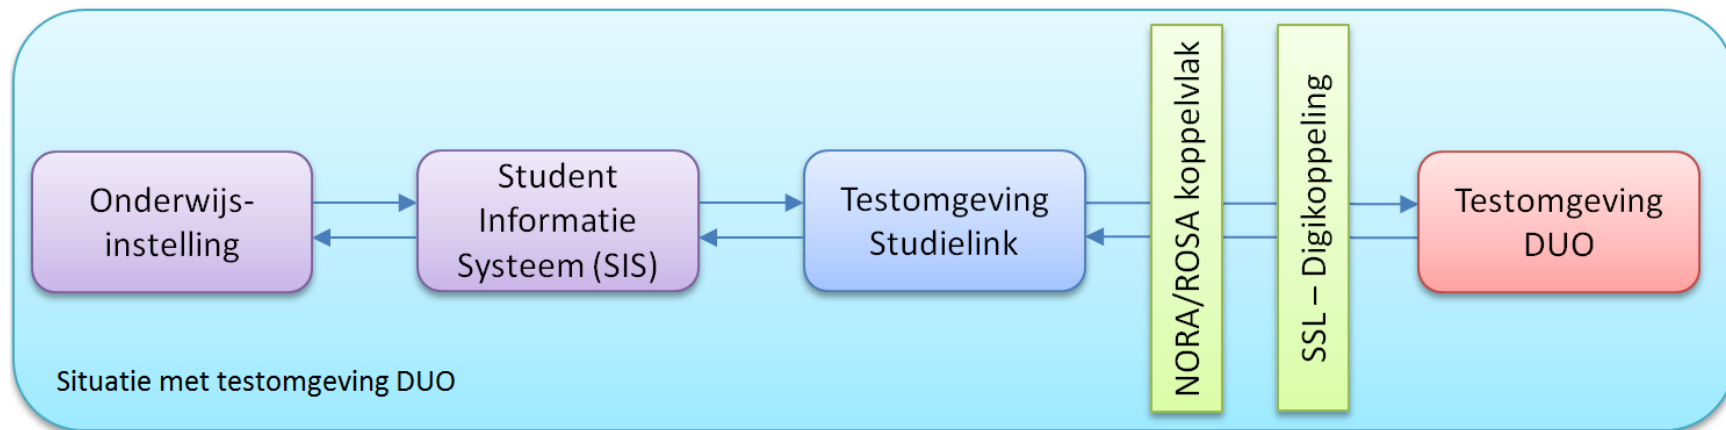 Onderwijs-
instelling
Student
Informatie
Systeem (SIS)
Testomgeving
Studielink
NORA/ROSA koppelvlak
SSL – Digikoppeling
Testomgeving
DUO
Situatie met testomgeving DUO